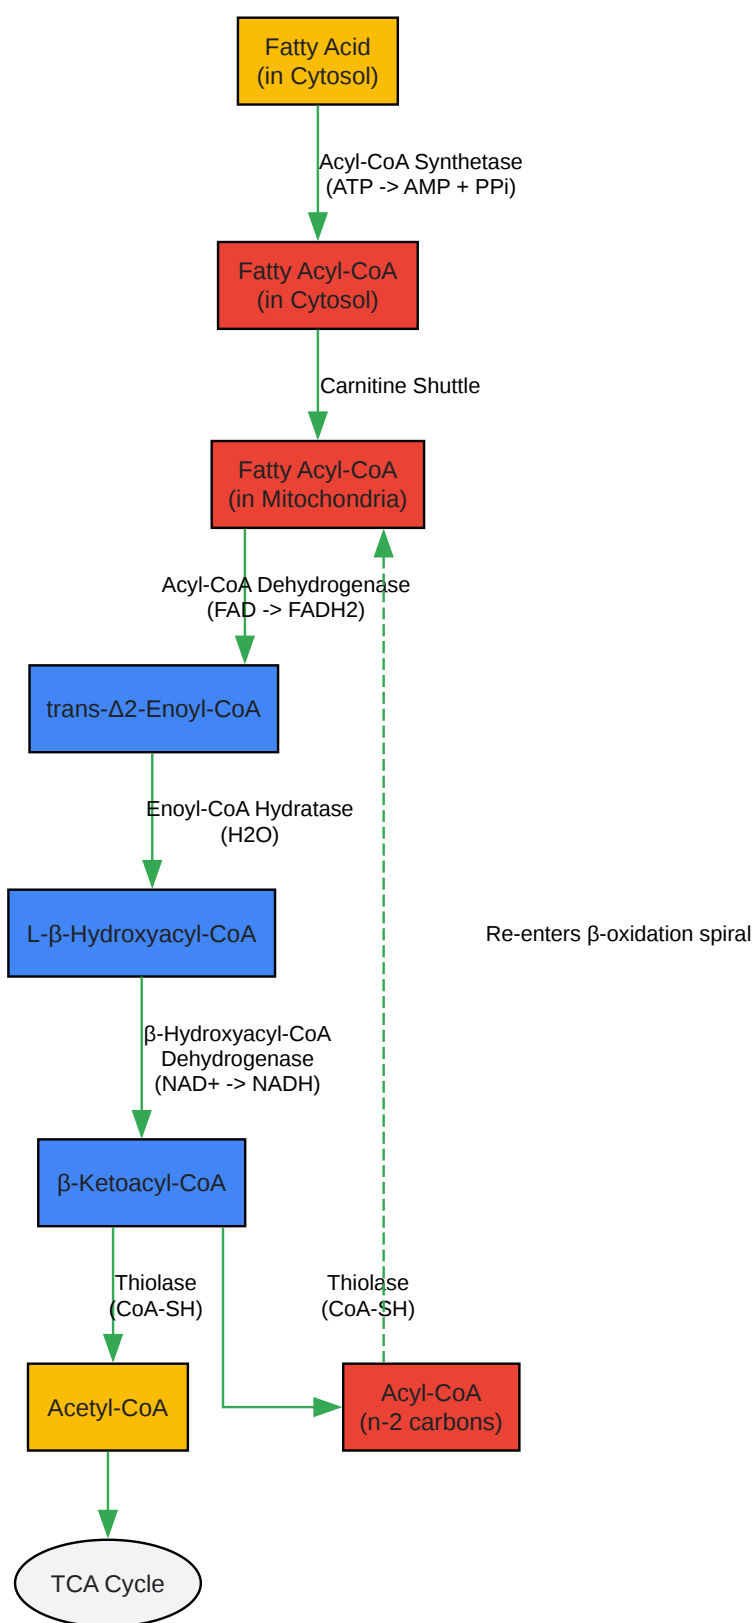 Fatty Acid
(in Cytosol)
Acyl-CoA Synthetase
(ATP -> AMP + PPi)
Fatty Acyl-CoA
(in Cytosol)
Carnitine Shuttle
Fatty Acyl-CoA
(in Mitochondria)
Acyl-CoA Dehydrogenase
(FAD -> FADH2)
trans-Δ2-Enoyl-CoA
Enoyl-CoA Hydratase
(H2O)
L-β-Hydroxyacyl-CoA
Re-enters β-oxidation spiral
β-Hydroxyacyl-CoA
Dehydrogenase
(NAD+ -> NADH)
β-Ketoacyl-CoA
Thiolase
(CoA-SH)
Thiolase
(CoA-SH)
Acetyl-CoA
Acyl-CoA
(n-2 carbons)
TCA Cycle